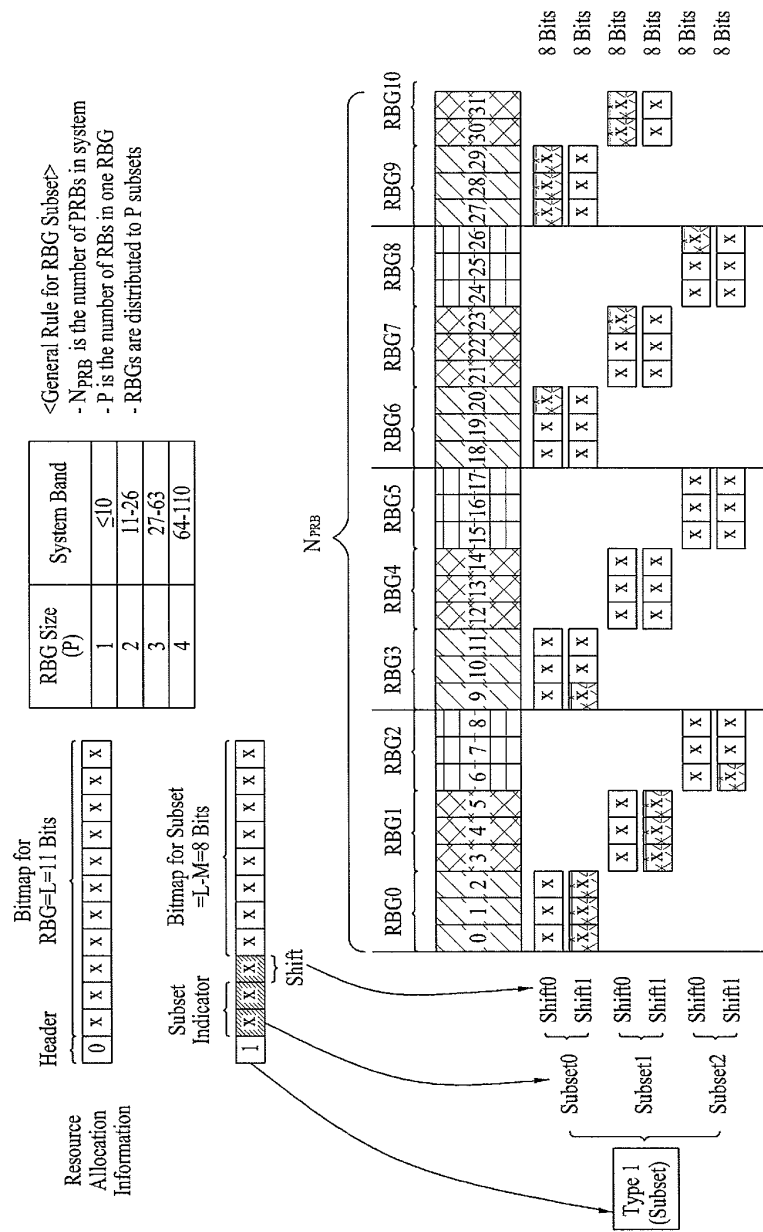 Resource
Allocation
Information
Header
Bitmap for
RBG=L=11 Bits
0 X X X X X X X X X X X
Subset
Indicator
Bitmap for Subset
=L-M=8 Bits
1 X X X X X X X X X X X
Shift
RBG Size
(P)
System Band
1
≤10
2
11-26
3
27-63
4
64-110
<General Rule for RBG Subset>
- NPRB is the number of PRBs in system
- P is the number of RBs in one RBG
- RBGs are distributed to P subsets
NPRB
RBG0 RBG1 RBG2 RBG3 RBG4 RBG5 RBG6 RBG7 RBG8 RBG9 RBG10
0 1 2 3 4 5 6 7 8 9 10 11 12 13 14 15 16 17 18 19 20 21 22 23 24 25 26 27 28 29 30 31
Type 1
(Subset)
Subset0
Shift0
X X X X X X X X X X X X
8 Bits
Shift1
X X X X X X X X X X X X
8 Bits
Subset1
Shift0
X X X X X X X X X X X
8 Bits
Shift1
X X X X X X X X X X X
8 Bits
Subset2
Shift0
X X X X X X X X X
8 Bits
Shift1
X X X X X X X X X
8 Bits